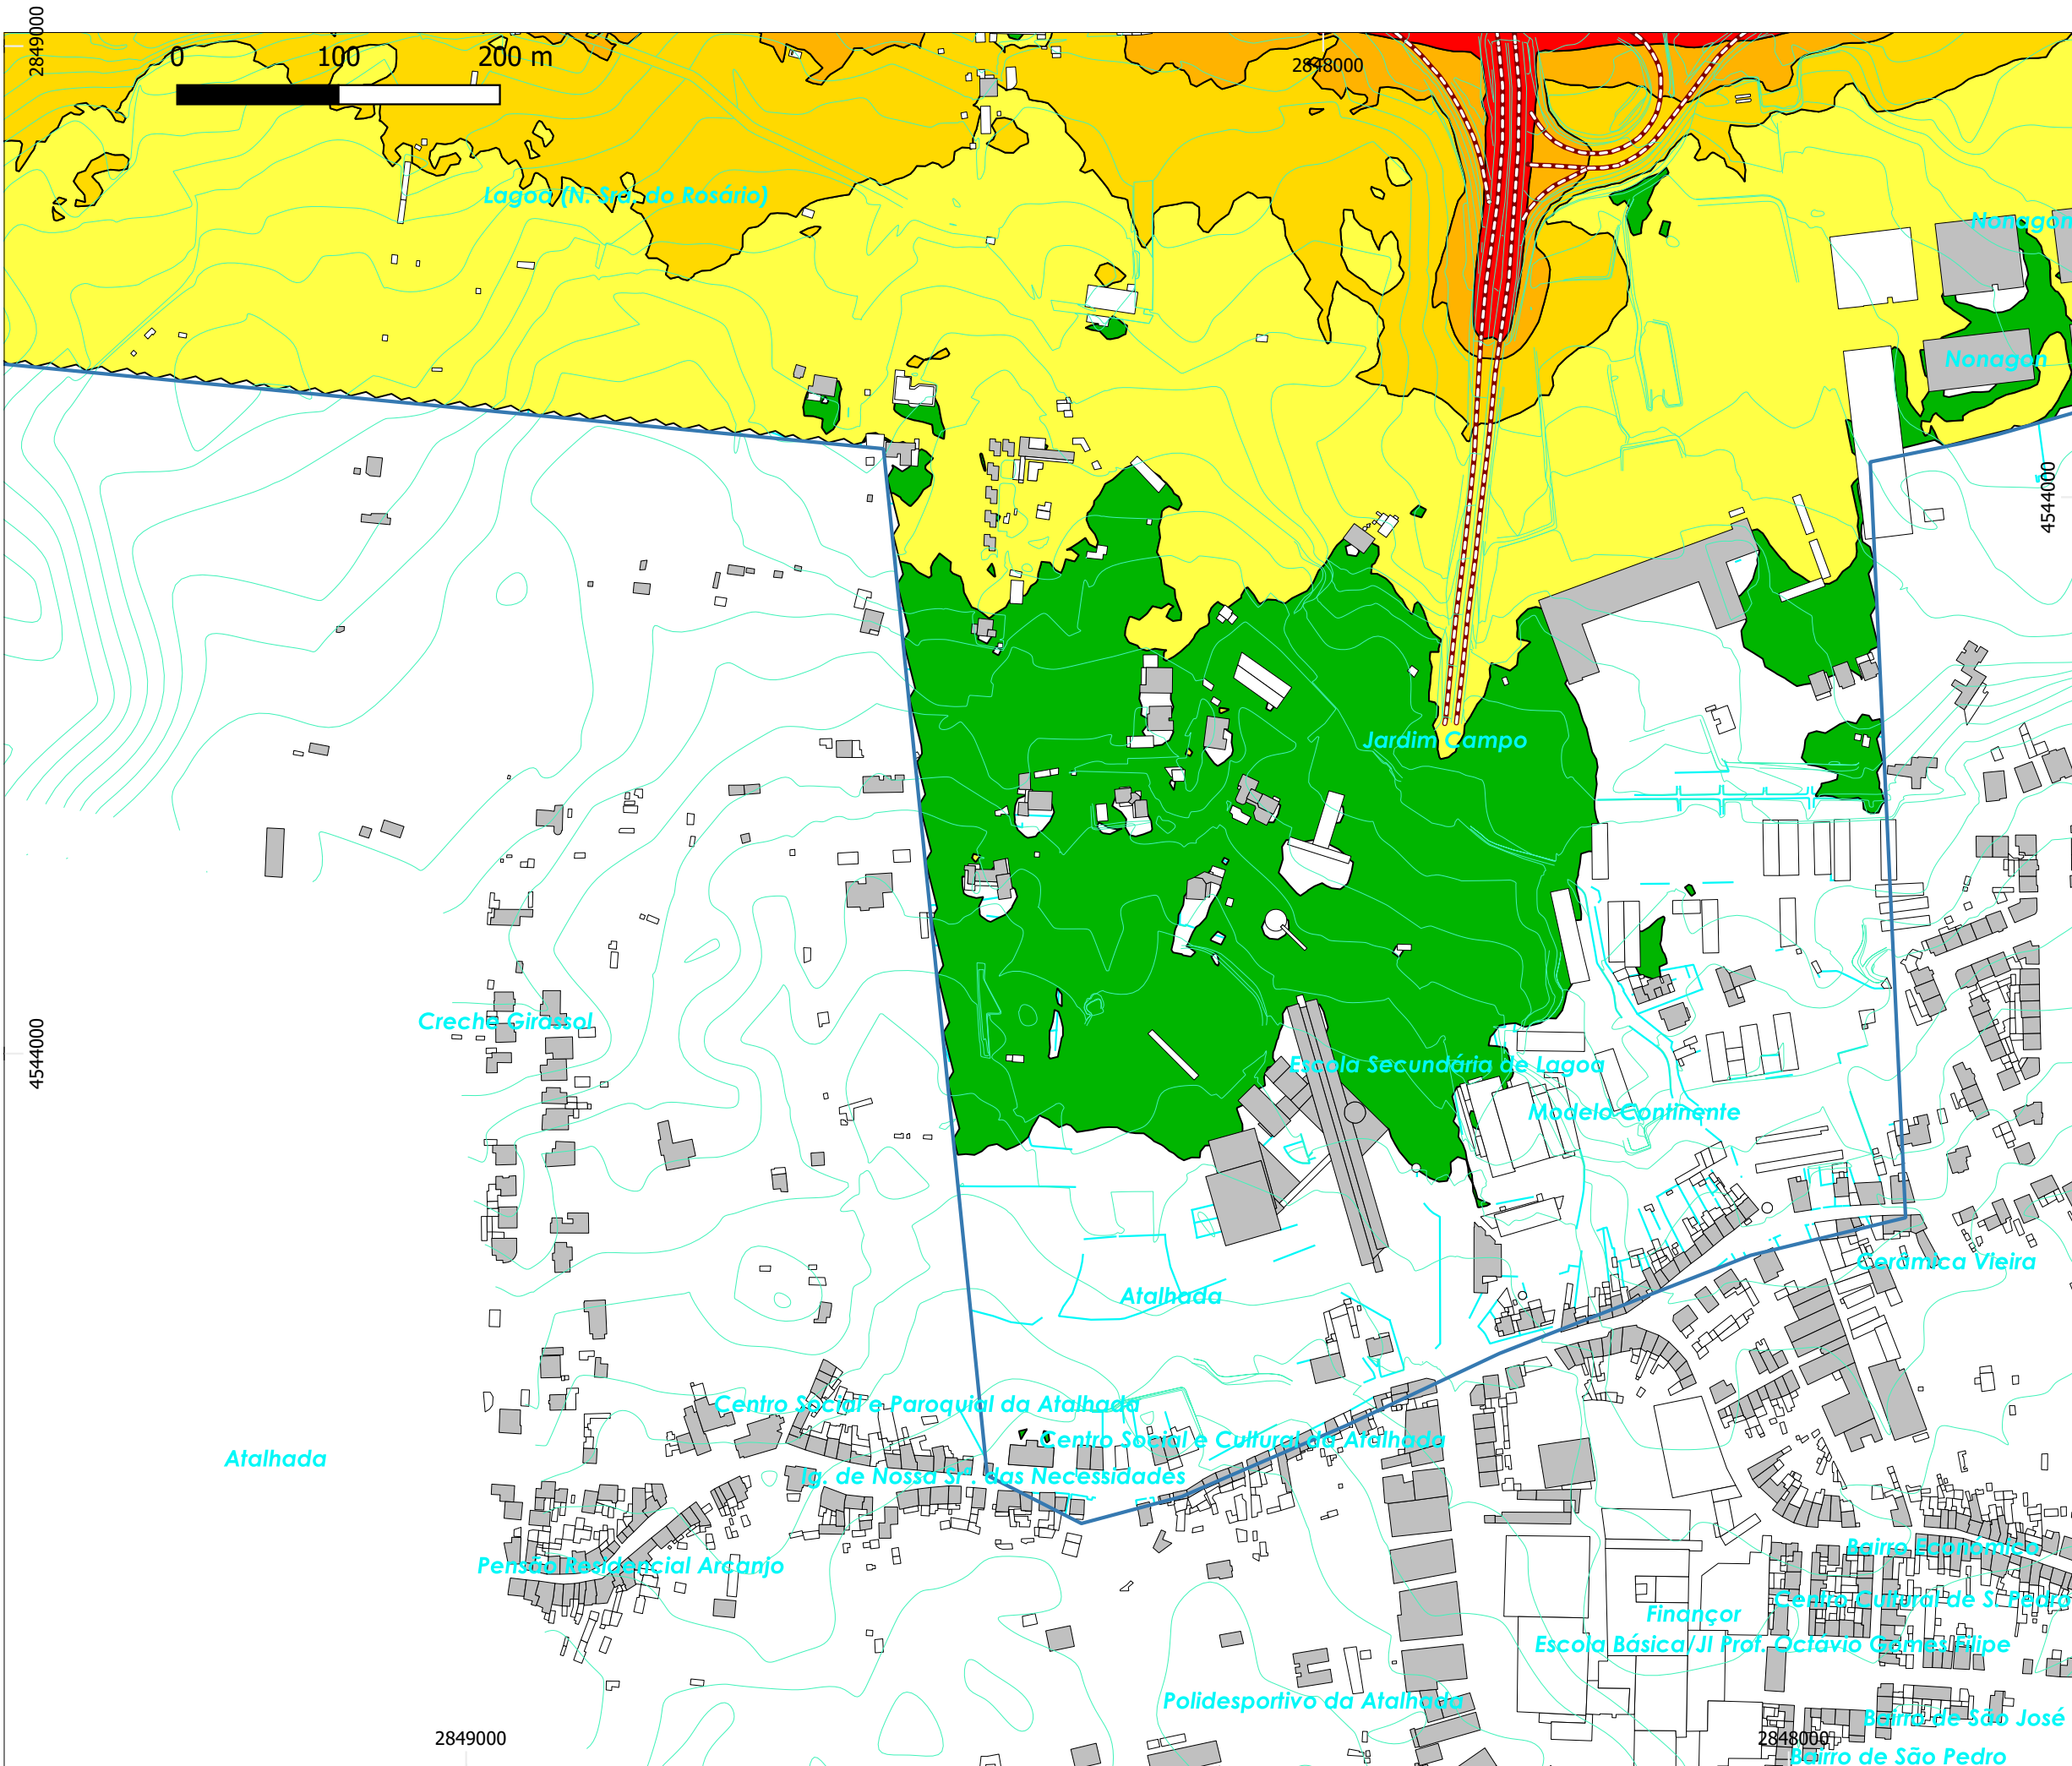 2849000
0 100 200 m
2848000
Lagoa (N. Sra. do Rosário)
Nonagon
Nonagon
4544000
Jardim Campo
Creche Girassol
4544000
Escola Secundária de Lagoa
Modelo Continente
Cerâmica Vieira
Atalhada
Centro Social e Paroquial da Atalhada
Centro Social e Cultural da Atalhada
Atalhada
Ig. de Nossa Srª. das Necessidades
Bairro Económico
Pensão Residencial Arcanjo
Centro Cultural de S. Pedro
Finançor
Escola Básica/JI Prof. Octávio Gomes Filipe
Polidesportivo da Atalhada
Bairro de São José
2849000
2848000
Bairro de São Pedro